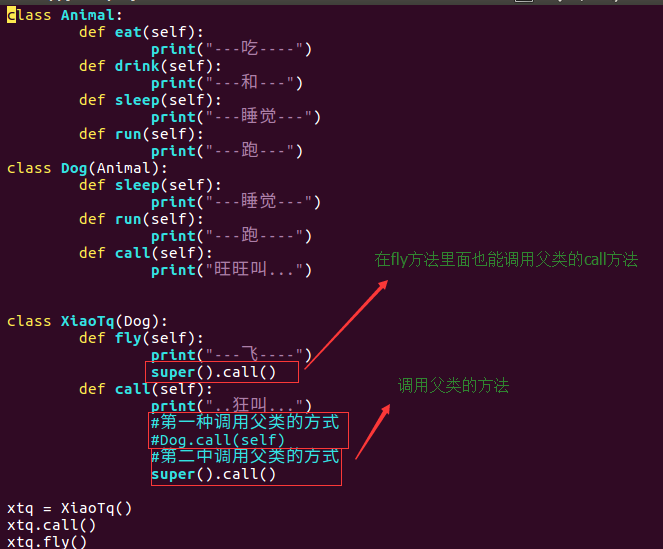 class Animal:
        def eat(self):
                print("---吃----")
        def drink(self):
                print("---和---")
        def sleep(self):
                print("---睡觉---")
        def run(self):
                print("---跑---")
class Dog(Animal):
        def sleep(self):
                print("---睡觉---")
        def run(self):
                print("---跑----")
        def call(self):
                print("旺旺叫...")
在fly方法里面也能调用父类的call方法
class XiaoTq(Dog):
        def fly(self):
                print("---飞----")
                super().call()
        def call(self):
调用父类的方法
                print("..狂叫...")
                #第一种调用父类的方式
                #Dog.call(self)
                #第二中调用父类的方式
                super().call()
xtq = XiaoTq()
xtq.call()
xtq.fly()